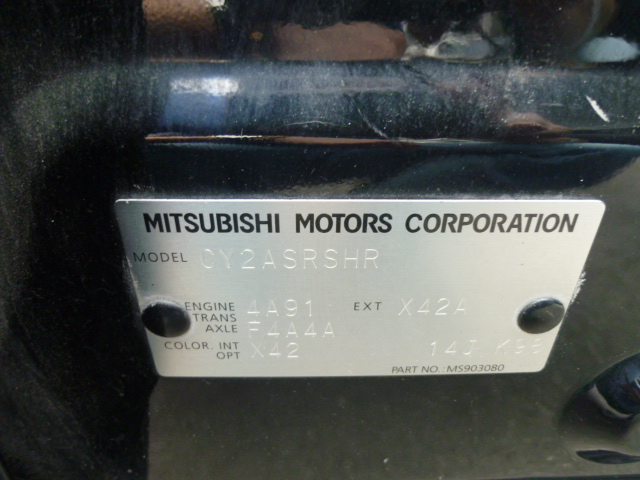 MITSUBISHI MOTORS CORPORATION
MODEL CY2ASRSHR
ENGINE 4A91 EXT X42A
TRANS AXLE F4A4A
COLOR. INT X42 14J
OPT
PART NO.: MS903080